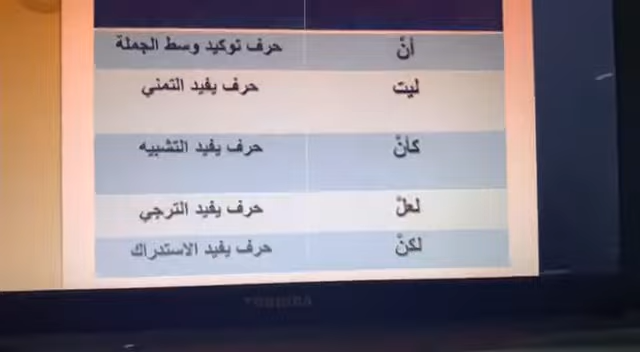 أنَّ حرف توكيد وسط الجملة
ليت حرف يفيد التمني
كأنَّ حرف يفيد التشبيه
لعلَّ حرف يفيد الترجي
لكنَّ حرف يفيد الاستدراك
TOSHIBA